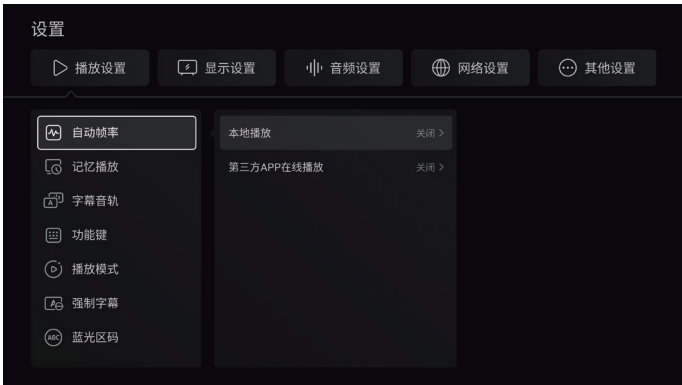 设置
播放设置 显示设置 音频设置 网络设置 其他设置
自动帧率 本地播放 关闭 >
记忆播放 第三方APP在线播放 关闭 >
A 字幕音轨
功能键
播放模式
A 强制字幕
ABC 蓝光区码